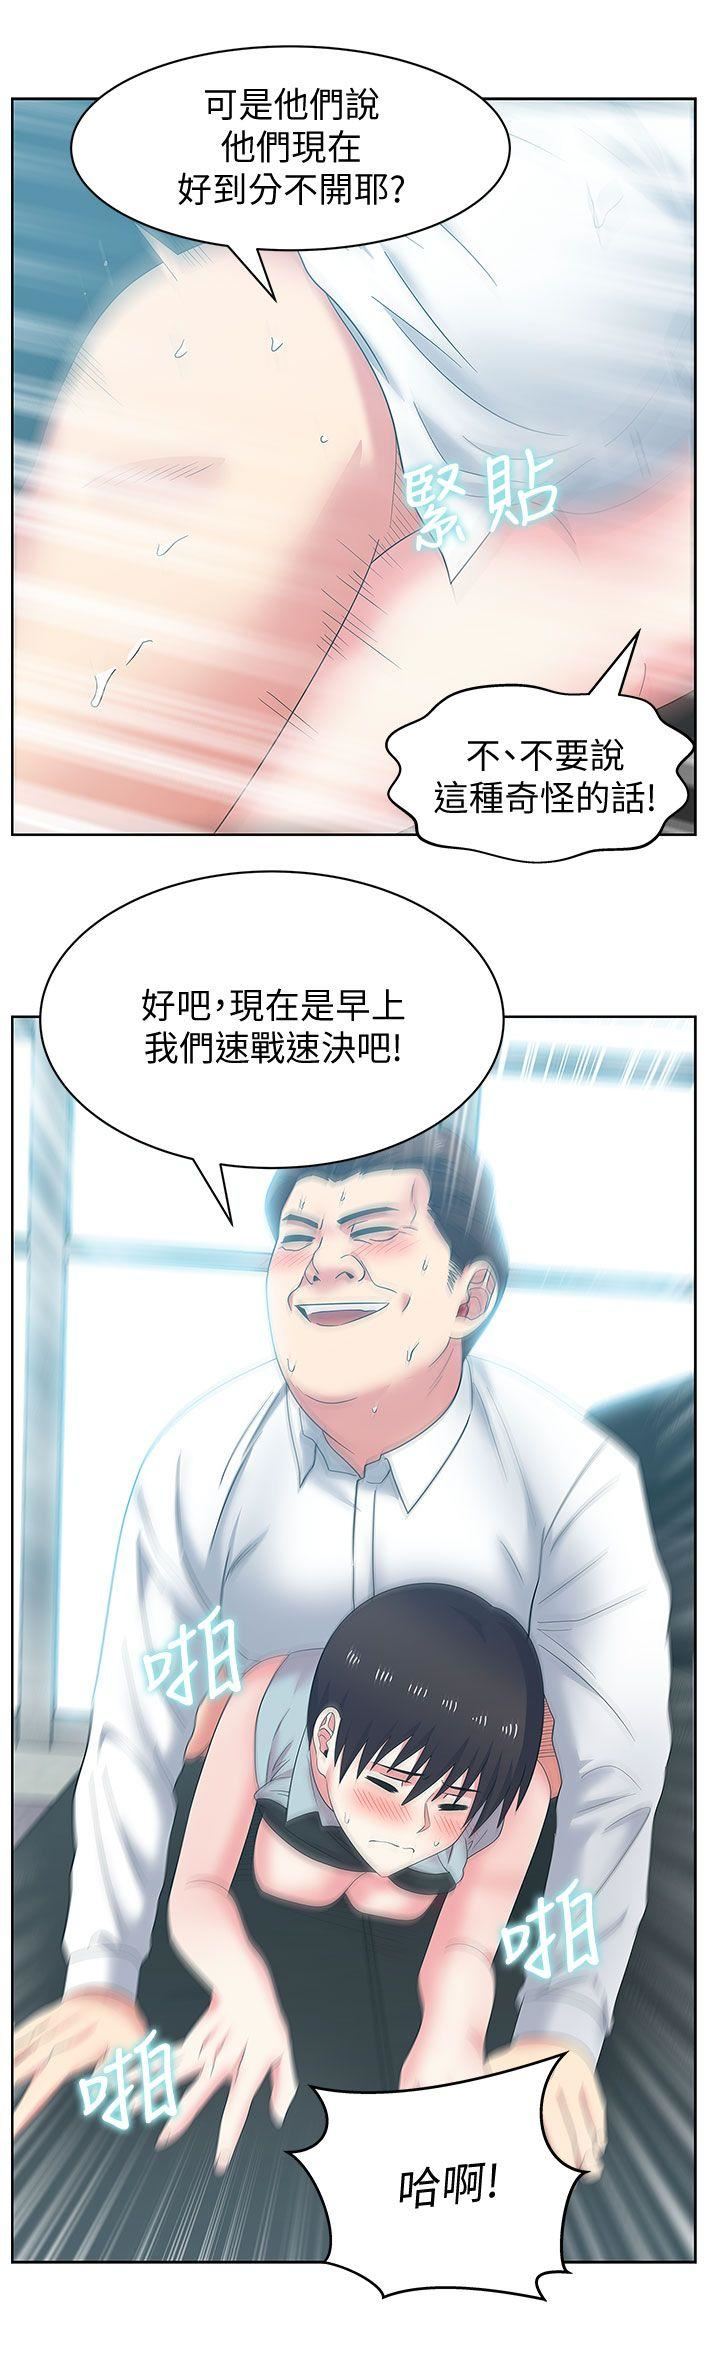 可是他們說
他們現在
好到分不開耶?
緊貼
不、不要說
這種奇怪的話!
好吧,現在是早上
我們速戰速決吧!
啪
啪
啪
哈啊!